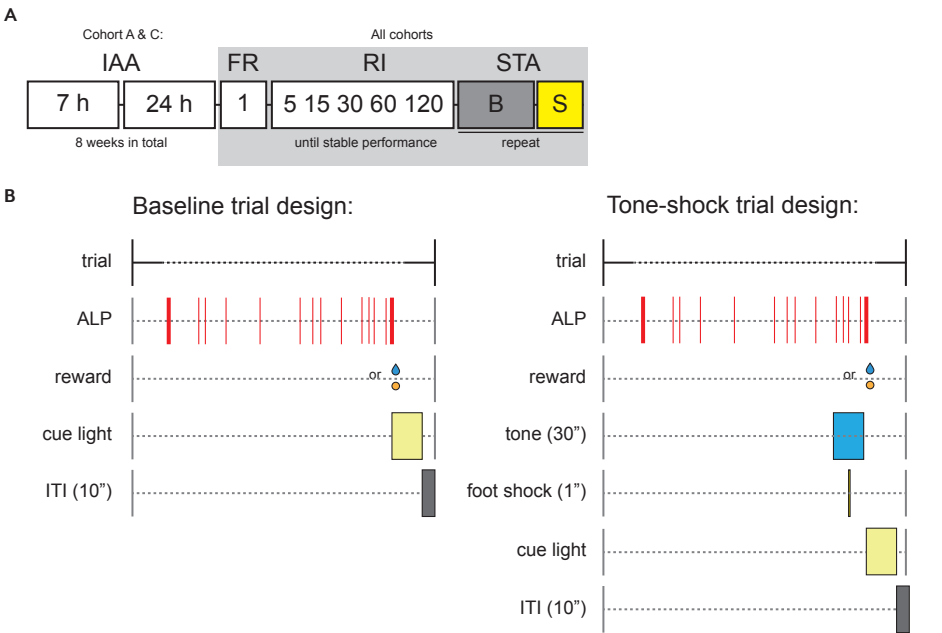 A
Cohort A & C:
All cohorts
IAA
FR
RI
STA
7 h
24 h
1
5 15 30 60 120
B
S
8 weeks in total
until stable performance
repeat
B
Baseline trial design:
trial
ALP
reward
or
cue light
ITI (10”)
Tone-shock trial design:
trial
ALP
reward
or
tone (30”)
foot shock (1”)
cue light
ITI (10”)